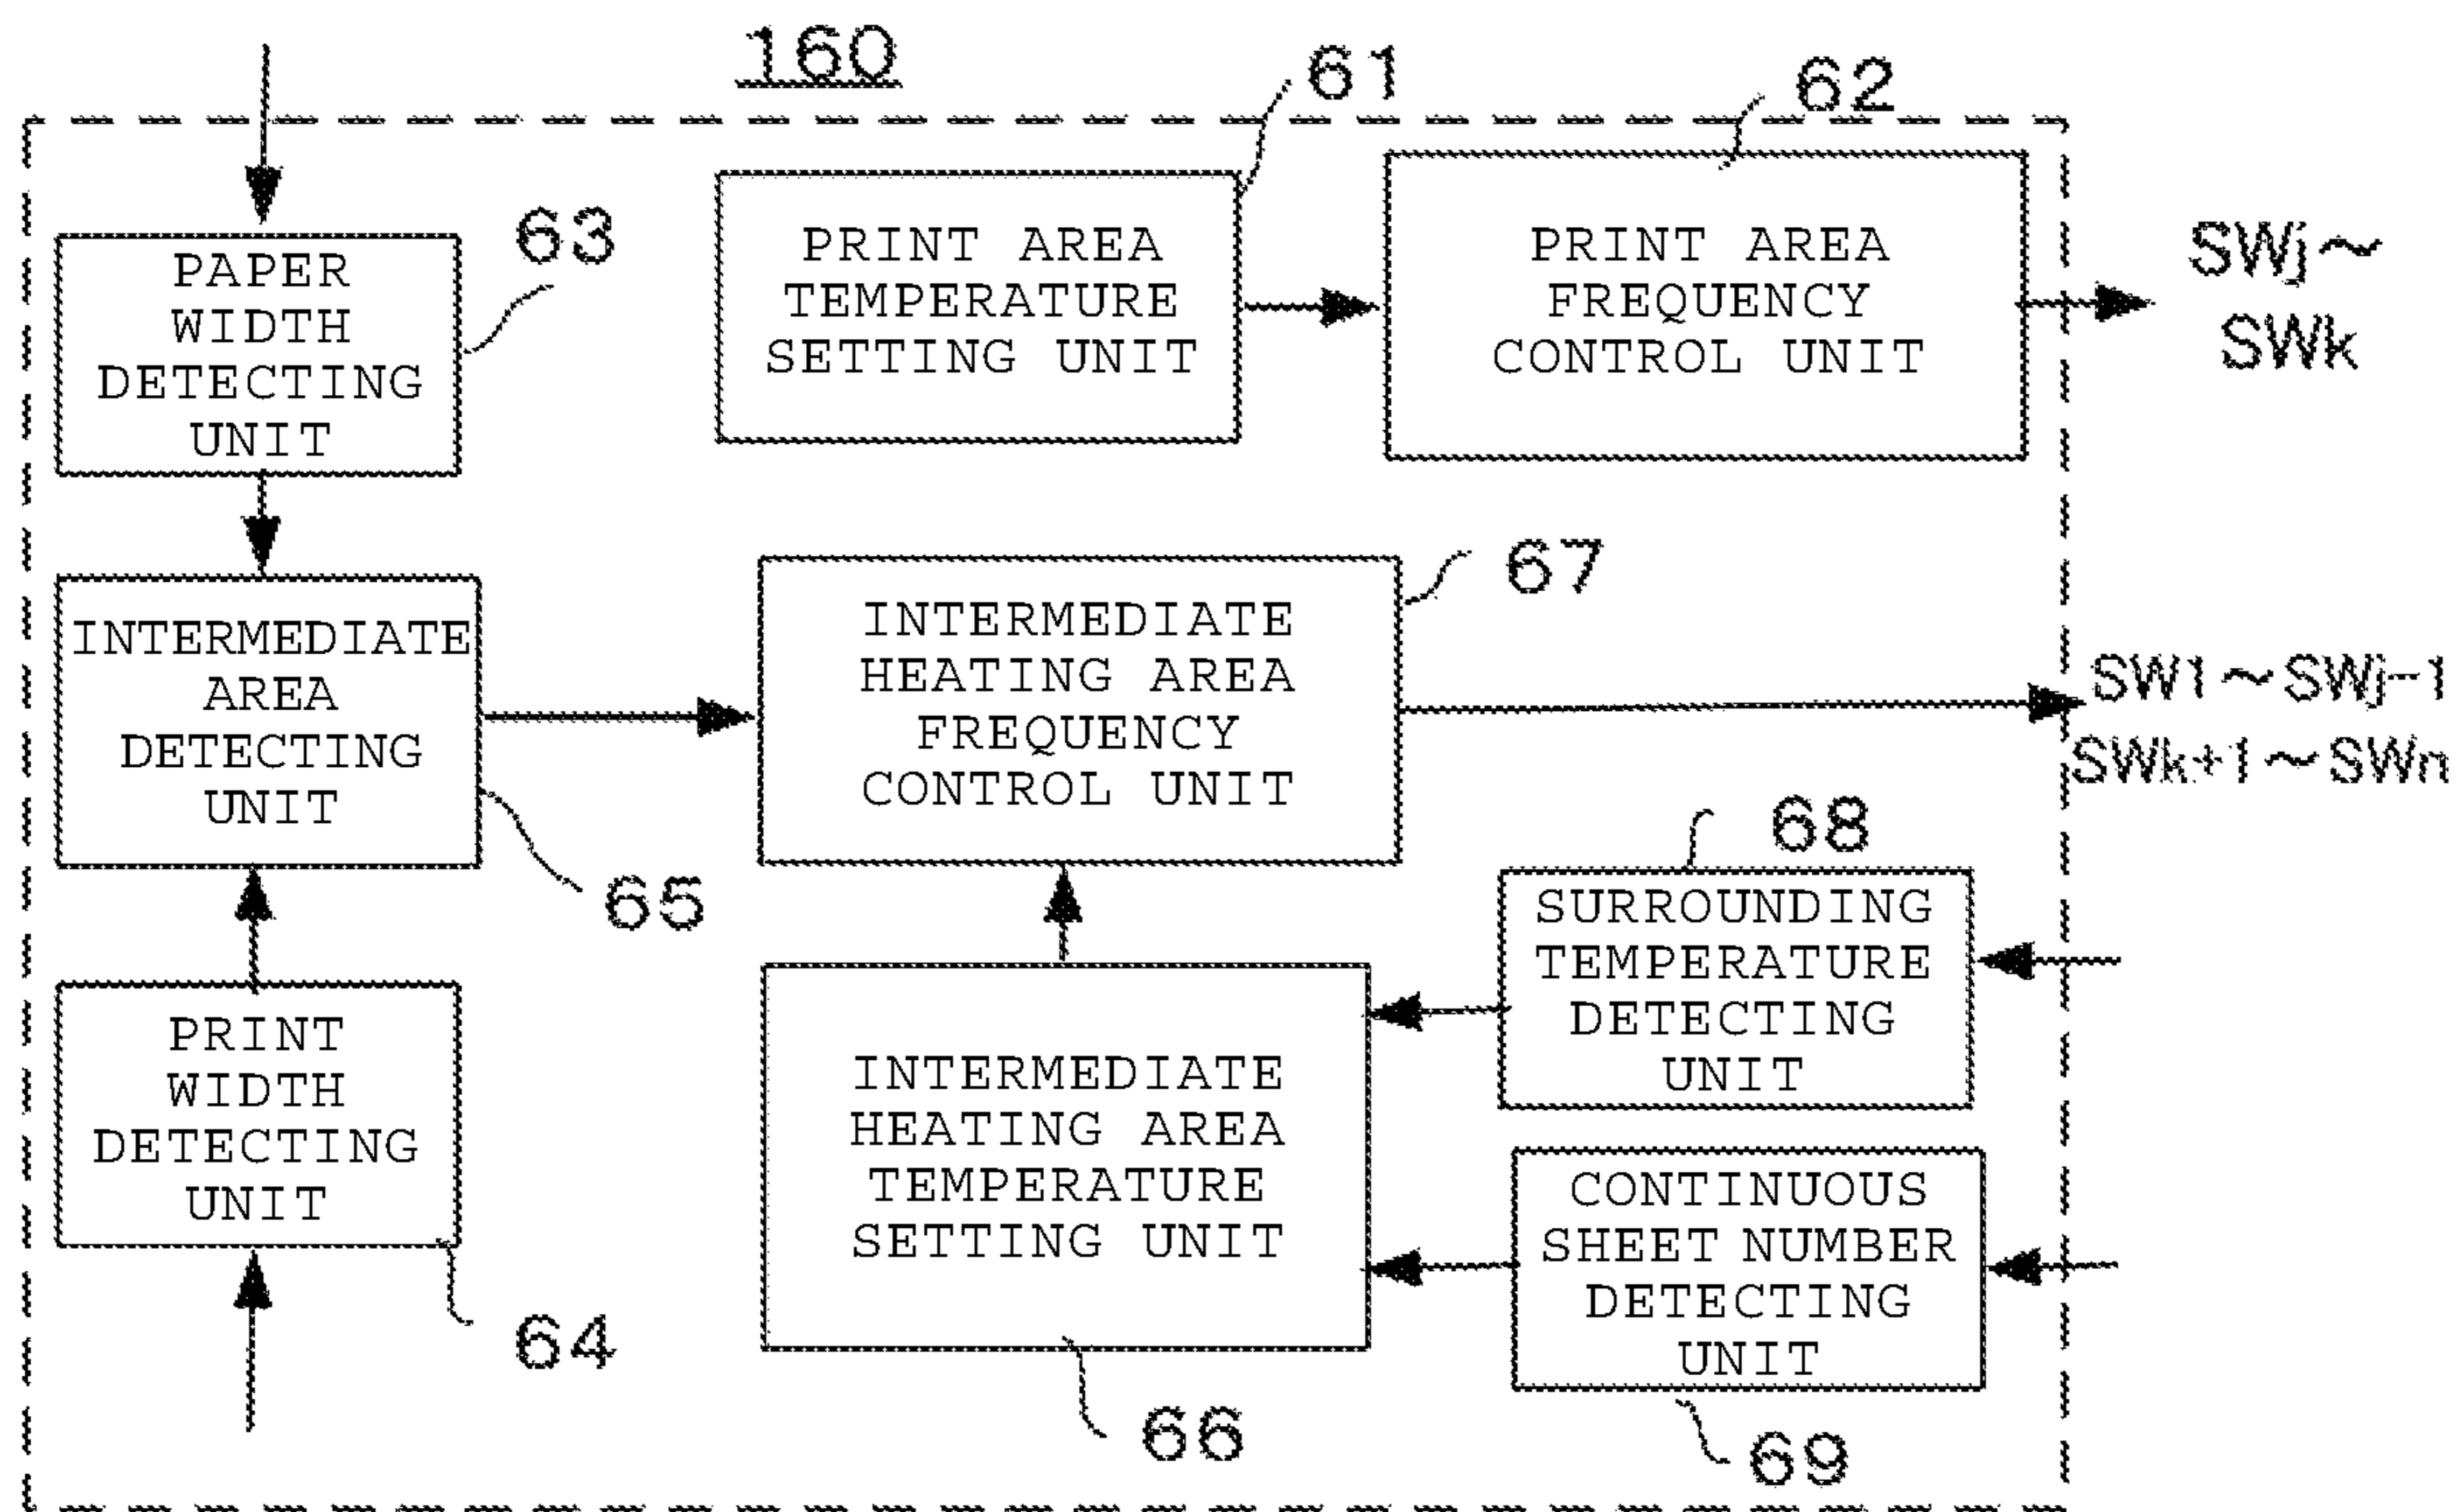 160
61
62
63
PAPER
WIDTH
DETECTING
UNIT
PRINT AREA
TEMPERATURE
SETTING UNIT
PRINT AREA
FREQUENCY
CONTROL UNIT
SWj~
SWk
INTERMEDIATE
AREA
DETECTING
UNIT
65
INTERMEDIATE
HEATING AREA
FREQUENCY
CONTROL UNIT
67
SW1~SWj-1
SWk+1~SWn
PRINT
WIDTH
DETECTING
UNIT
64
INTERMEDIATE
HEATING AREA
TEMPERATURE
SETTING UNIT
66
68
SURROUNDING
TEMPERATURE
DETECTING
UNIT
CONTINUOUS
SHEET NUMBER
DETECTING
UNIT
69